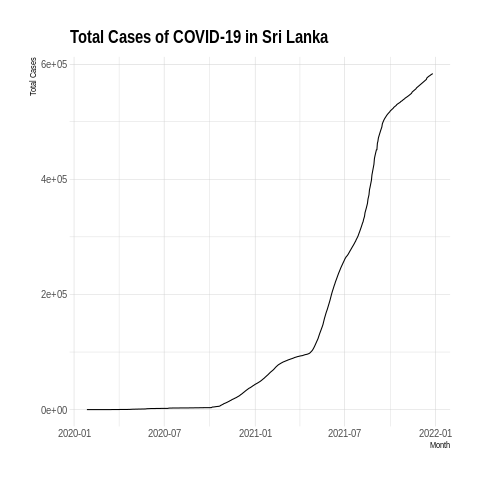 Total Cases of COVID-19 in Sri Lanka
Total Cases
6e+05
4e+05
2e+05
0e+00
2020-01 2020-07 2021-01 2021-07 2022-01
Month